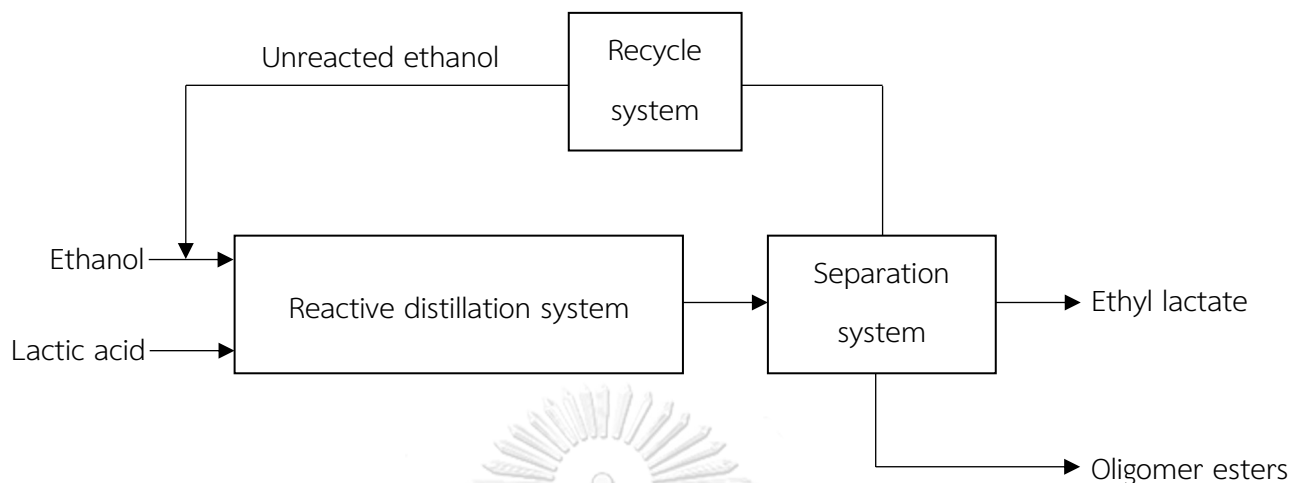 Unreacted ethanol
Recycle
system
Ethanol
Lactic acid
Reactive distillation system
Separation
system
Ethyl lactate
Oligomer esters